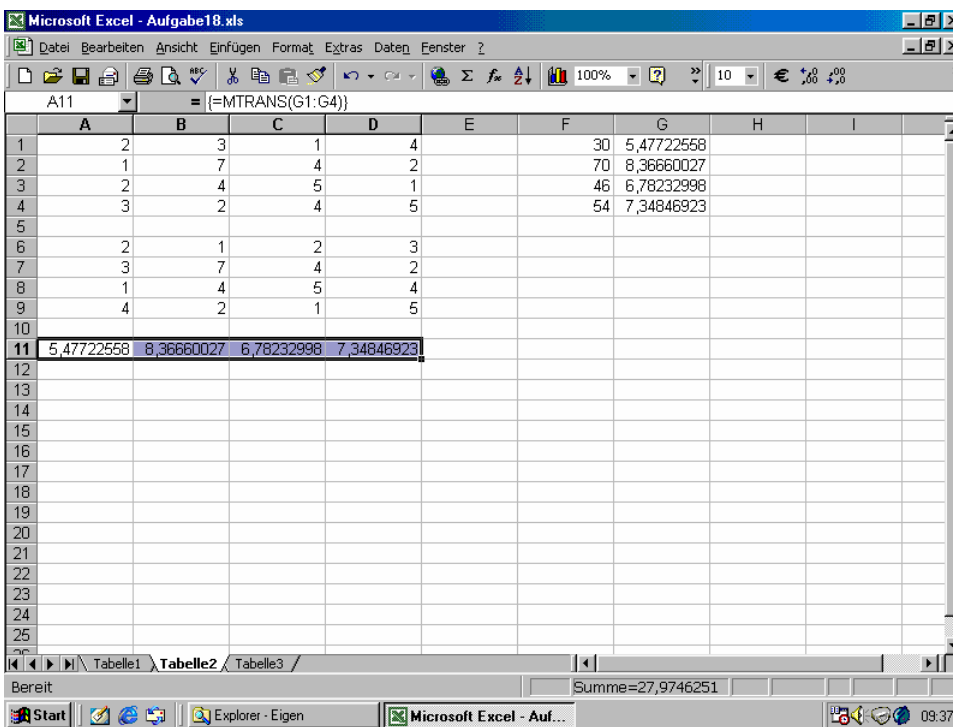 Microsoft Excel - Aufgabe18.xls
Datei Bearbeiten Ansicht Einfügen Format Extras Daten Fenster ?
100% 10
A11 = {=MTRANS(G1:G4)}
A B C D E F G H I
1 2 3 1 4 30 5,47722558
2 1 7 4 2 70 8,36660027
3 2 4 5 1 46 6,78232998
4 3 2 4 5 54 7,34846923
5
6 2 1 2 3
7 3 7 4 2
8 1 4 5 4
9 4 2 1 5
10
11 5,47722558 8,36660027 6,78232998 7,34846923
12
13
14
15
16
17
18
19
20
21
22
23
24
25
Tabelle1 Tabelle2 Tabelle3
Bereit Summe=27,9746251
Start Explorer - Eigen Microsoft Excel - Auf... 09:37